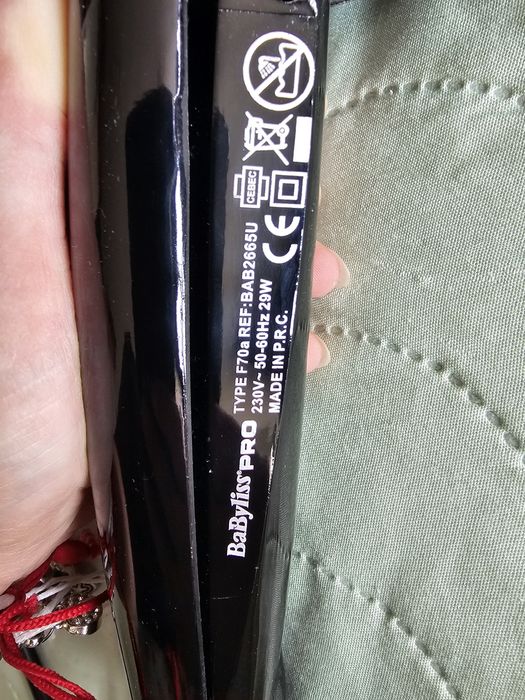 BaByliss PRO
TYPE F70a REF:BAB2665U
230V~ 50-60Hz 29W
MADE IN P.R.C.
CEBEC
CE